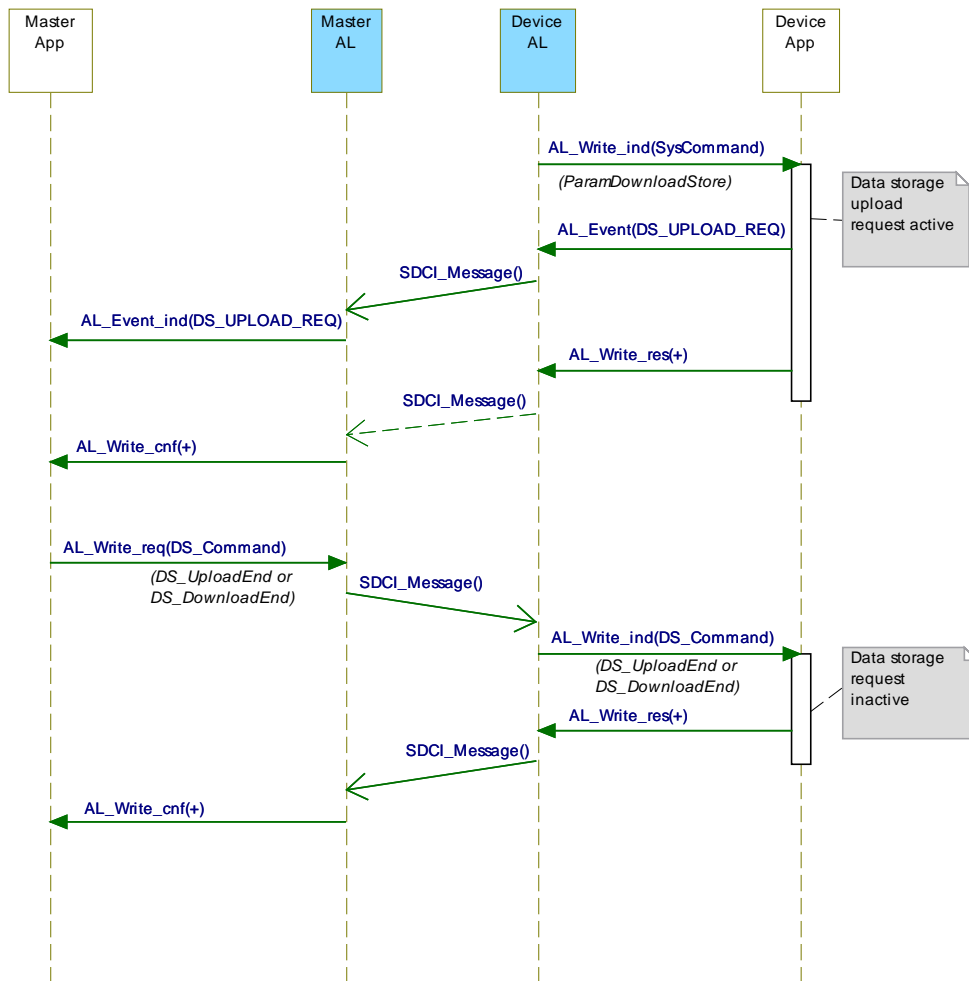 Master
App
Master
AL
Device
AL
Device
App
AL_Write_ind(SysCommand)
(ParamDownloadStore)
Data storage
upload
request active
AL_Event(DS_UPLOAD_REQ)
SDCI_Message()
AL_Event_ind(DS_UPLOAD_REQ)
AL_Write_res(+)
SDCI_Message()
AL_Write_cnf(+)
AL_Write_req(DS_Command)
(DS_UploadEnd or
DS_DownloadEnd)
SDCI_Message()
AL_Write_ind(DS_Command)
(DS_UploadEnd or
DS_DownloadEnd)
Data storage
request
inactive
AL_Write_res(+)
SDCI_Message()
AL_Write_cnf(+)